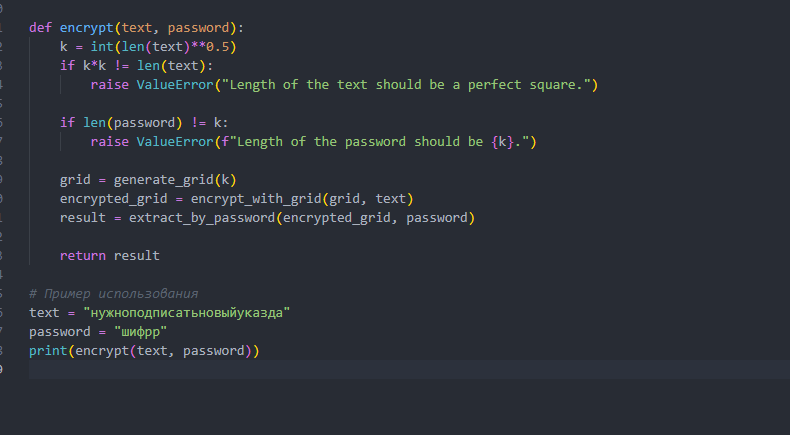 def encrypt(text, password):
    k = int(len(text)**0.5)
    if k*k != len(text):
        raise ValueError("Length of the text should be a perfect square.")
    if len(password) != k:
        raise ValueError(f"Length of the password should be {k}.")
    grid = generate_grid(k)
    encrypted_grid = encrypt_with_grid(grid, text)
    result = extract_by_password(encrypted_grid, password)
    return result
# Пример использования
text = "нужноподписатьновыйуказда"
password = "шифрр"
print(encrypt(text, password))